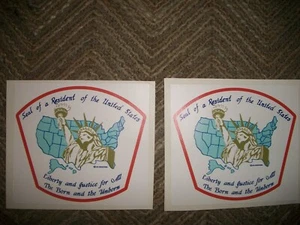 Seal of a Resident of the United States
Liberty and Justice for All
The Born and the Unborn
Seal of a Resident of the United States
Liberty and Justice for All
The Born and the Unborn